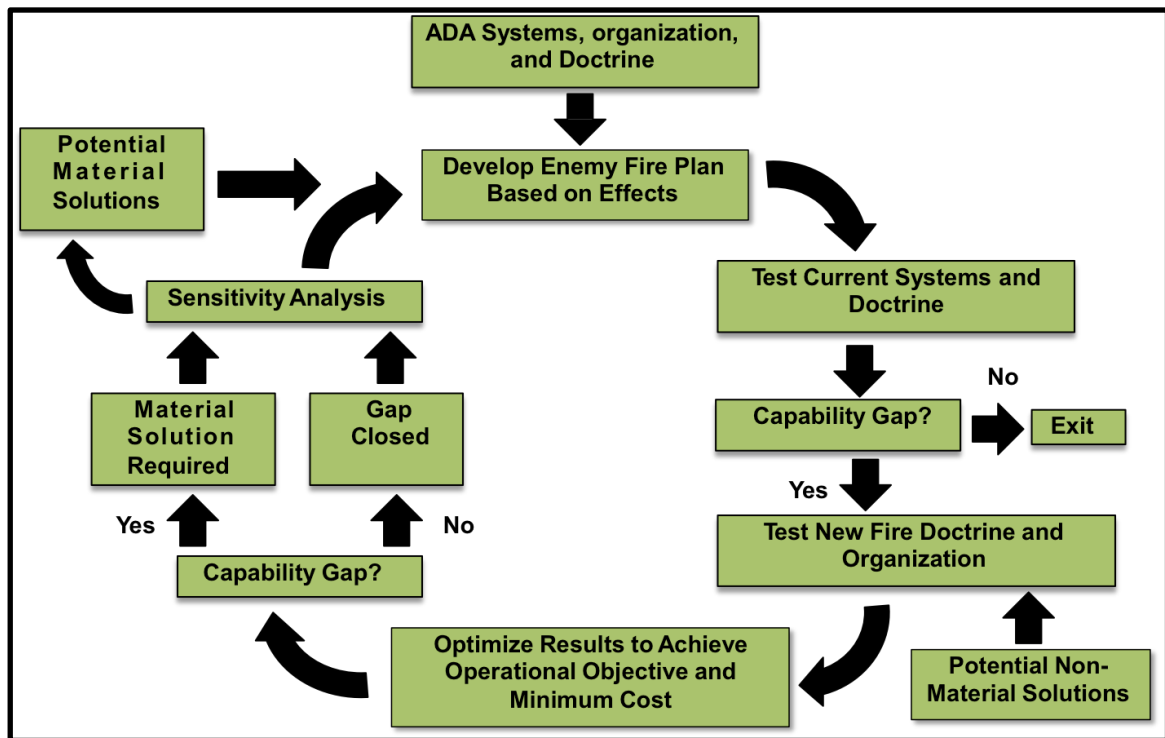 ADA Systems, organization,
and Doctrine
Potential
Material
Solutions
Develop Enemy Fire Plan
Based on Effects
Test Current Systems and
Doctrine
Sensitivity Analysis
Material
Solution
Required
Gap
Closed
Capability Gap?
No
Exit
Yes
Test New Fire Doctrine and
Organization
Yes
No
Capability Gap?
Optimize Results to Achieve
Operational Objective and
Minimum Cost
Potential Non-
Material Solutions